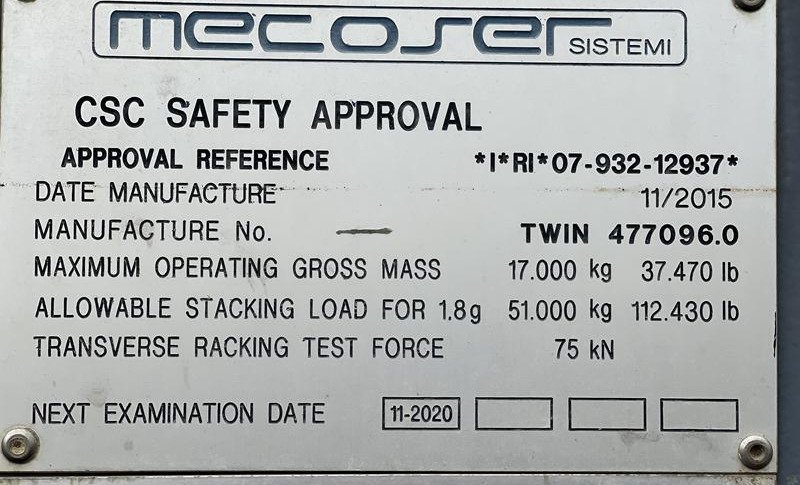 mecoser SISTEMI
CSC SAFETY APPROVAL
APPROVAL REFERENCE *I*RI*07-932-12937*
DATE MANUFACTURE 11/2015
MANUFACTURE No. TWIN 477096.0
MAXIMUM OPERATING GROSS MASS 17.000 kg 37.470 lb
ALLOWABLE STACKING LOAD FOR 1.8g 51.000 kg 112.430 lb
TRANSVERSE RACKING TEST FORCE 75 kN
NEXT EXAMINATION DATE 11-2020